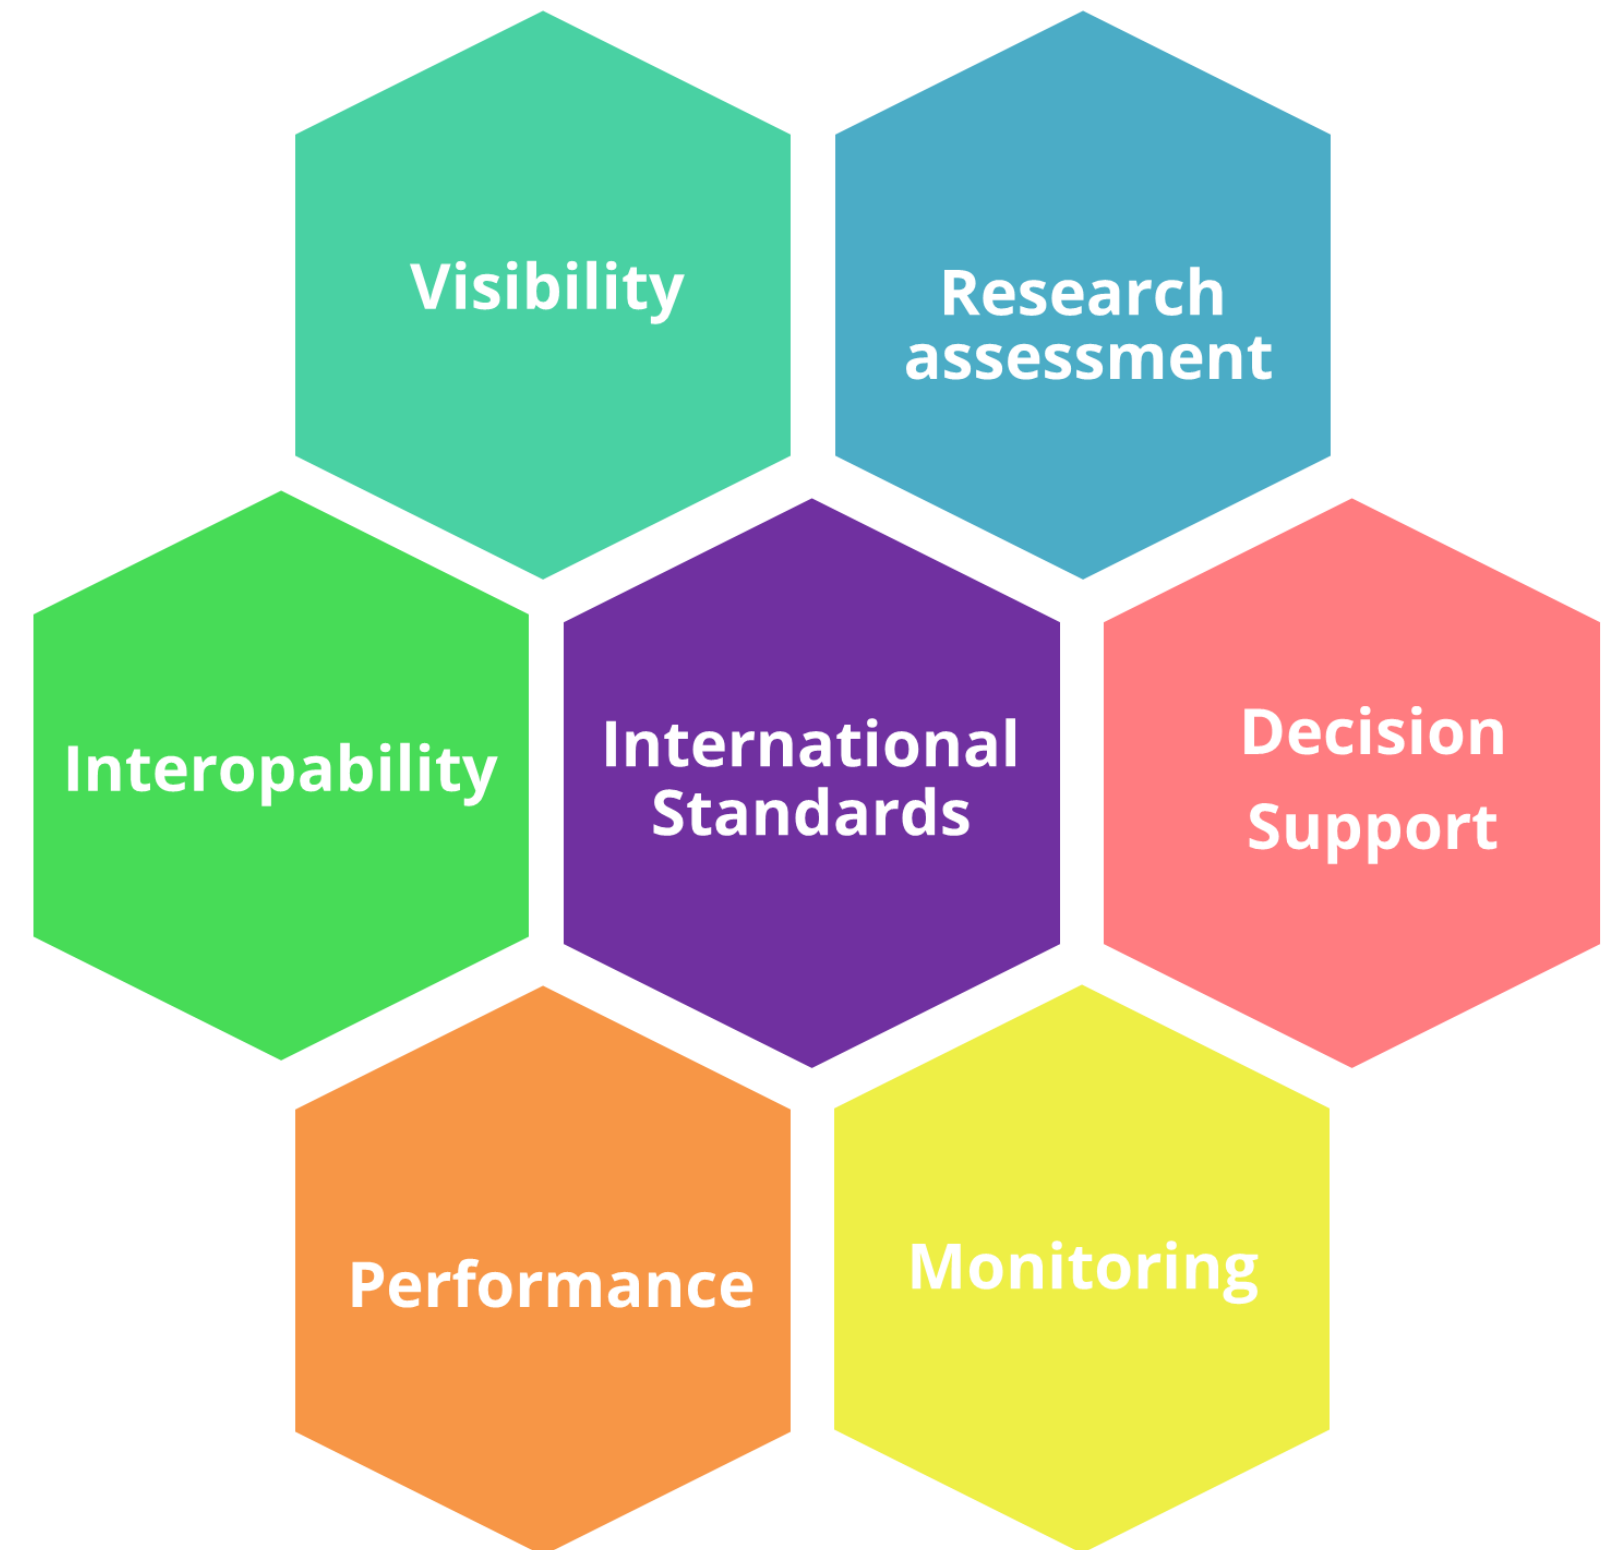 Visibility
Research
assessment
Interopability
International
Standards
Decision
Support
Performance
Monitoring